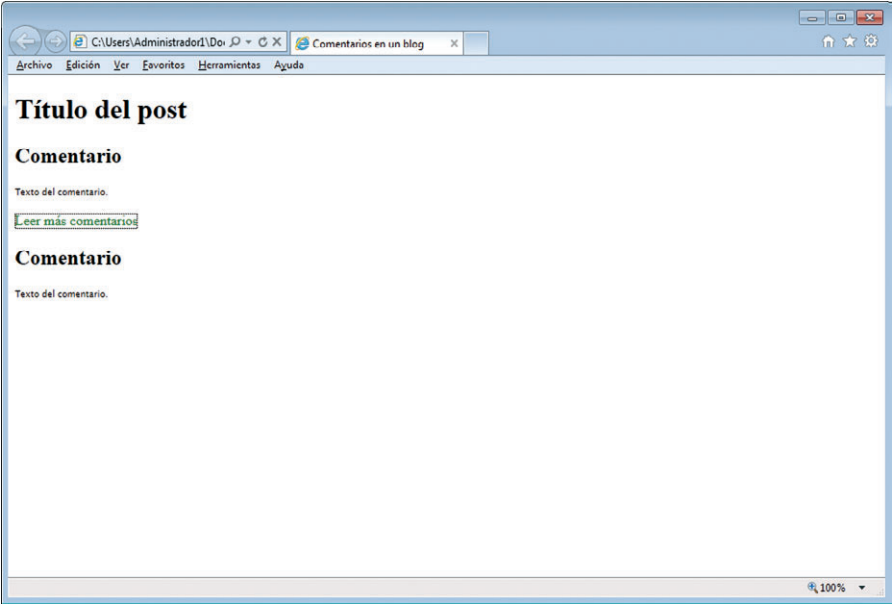 C:\Users\Administrador1\Do
Comentarios en un blog
Archivo Edición Ver Favoritos Herramientas Ayuda
Título del post
Comentario
Texto del comentario.
Leer más comentarios
Comentario
Texto del comentario.
100%